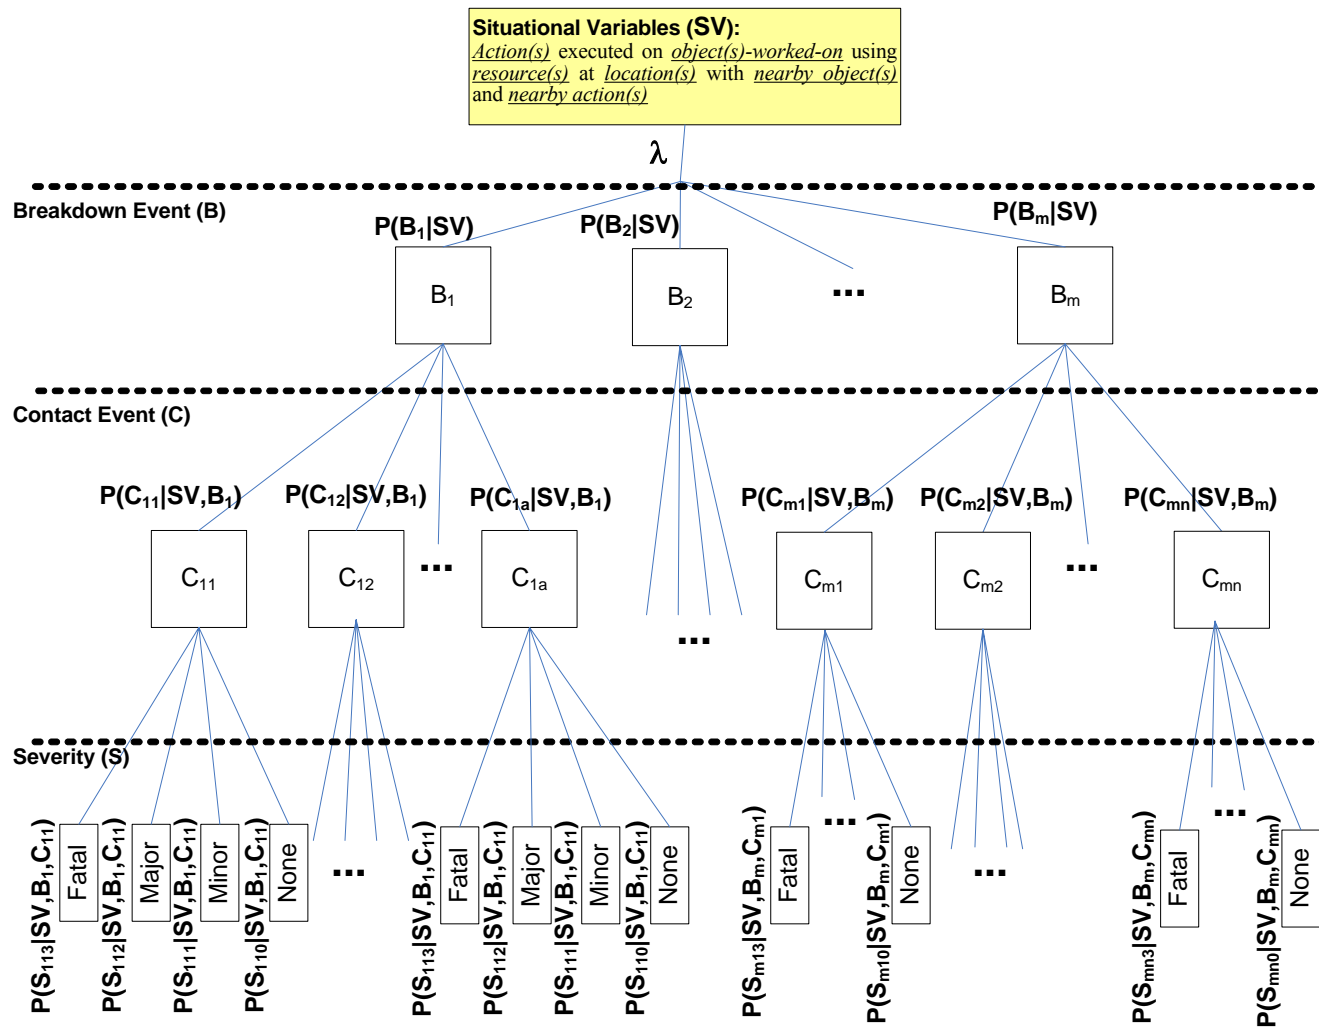 Situational Variables (SV):
Action(s) executed on object(s)-worked-on using
resource(s) at location(s) with nearby object(s)
and nearby action(s)
λ
Breakdown Event (B)
P(B₁|SV)
P(B₂|SV)
P(Bₘ|SV)
B₁
B₂
...
Bₘ
Contact Event (C)
P(C₁₁|SV,B₁)
P(C₁₂|SV,B₁)
P(C₁ₐ|SV,B₁)
P(Cₘ₁|SV,Bₘ)
P(Cₘ₂|SV,Bₘ)
P(Cₘₙ|SV,Bₘ)
C₁₁
C₁₂
...
C₁ₐ
...
Cₘ₁
Cₘ₂
...
Cₘₙ
Severity (S)
P(S₁₁₃|SV,B₁,C₁₁)
Fatal
P(S₁₁₂|SV,B₁,C₁₁)
Major
P(S₁₁₁|SV,B₁,C₁₁)
Minor
P(S₁₁₀|SV,B₁,C₁₁)
None
...
P(S₁₁₃|SV,B₁,C₁₁)
Fatal
P(S₁₁₂|SV,B₁,C₁₁)
Major
P(S₁₁₁|SV,B₁,C₁₁)
Minor
P(S₁₁₀|SV,B₁,C₁₁)
None
P(Sₘ₁₃|SV,Bₘ,Cₘ₁)
Fatal
...
P(Sₘ₁₀|SV,Bₘ,Cₘ₁)
None
...
P(Sₘₙ₃|SV,Bₘ,Cₘₙ)
Fatal
...
P(Sₘₙ₀|SV,Bₘ,Cₘₙ)
None